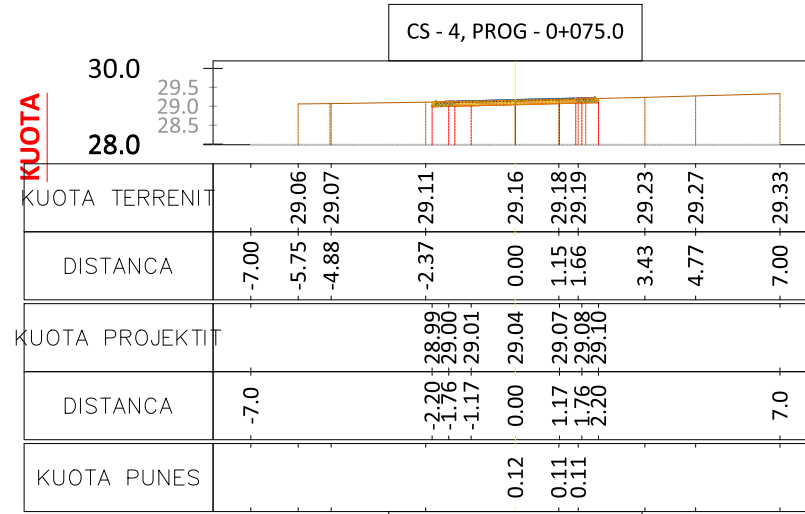 CS - 4, PROG - 0+075.0
30.0
29.5
29.0
28.5
28.0
KUOTA
KUOTA TERRENIT
29.06 29.07 29.11 29.16 29.18 29.19 29.23 29.27 29.33
DISTANCA
-7.00 -5.75 -4.88 -2.37 0.00 1.15 1.66 3.43 4.77 7.00
KUOTA PROJEKTIT
28.99 29.00 29.01 29.04 29.07 29.08 29.10
DISTANCA
-7.0 -2.20 -1.76 -1.17 0.00 1.17 1.76 2.20 7.0
KUOTA PUNES
0.12 0.11 0.11